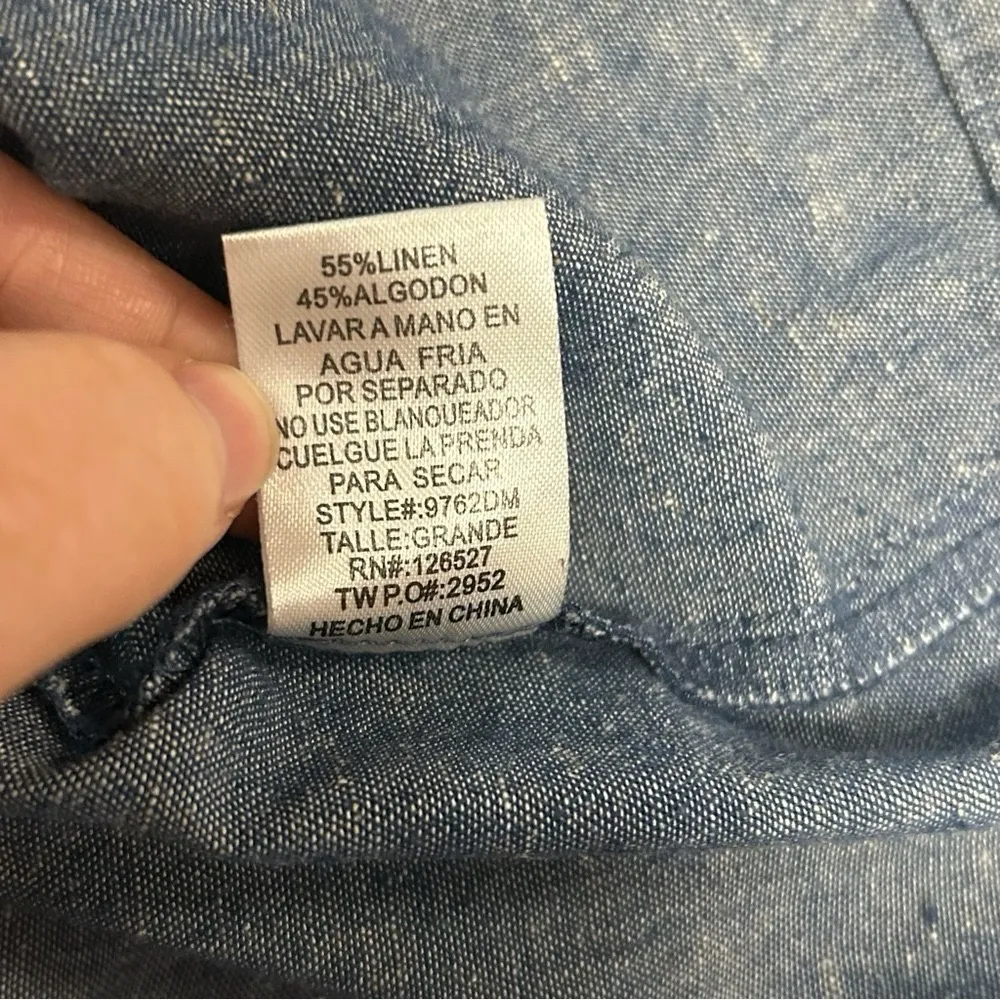 55%LINEN
45%ALGODON
LAVAR A MANO EN
AGUA FRIA
POR SEPARADO
NO USE BLANQUEADOR
CUELGUE LA PRENDA
PARA SECAR
STYLE#:9762DM
TALLE:GRANDE
RN#:126527
TW P.O#:2952
HECHO EN CHINA